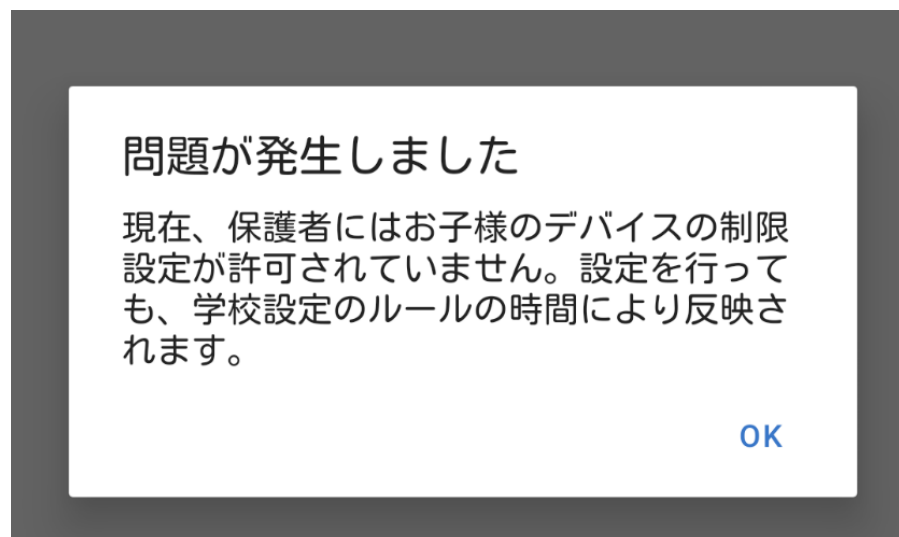 問題が発生しました
現在、保護者にはお子様のデバイスの制限
設定が許可されていません。設定を行って
も、学校設定のルールの時間により反映さ
れます。
OK